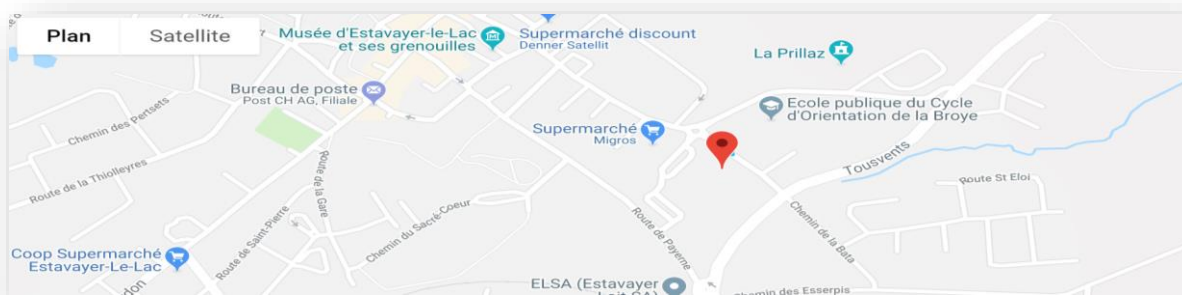 Plan
Satellite
Musée d'Estavayer-le-Lac
et ses grenouilles
Supermarché discount
Denner Satellit
La Prillaz
Bureau de poste
Post CH AG, Filiale
Ecole publique du Cycle
d'Orientation de la Broye
Chemin des Pertsets
Supermarché
Migros
Tousvents
Route de la Thiolleyres
Route de la Gare
Route St Eloi
Chemin du Sacré-Coeur
Route de Saint-Pierre
Route de Payerne
Chemin de la Bata
Coop Supermarché
Estavayer-Le-Lac
ELSA (Estavayer
Lait SA)
Chemin des Esserpis